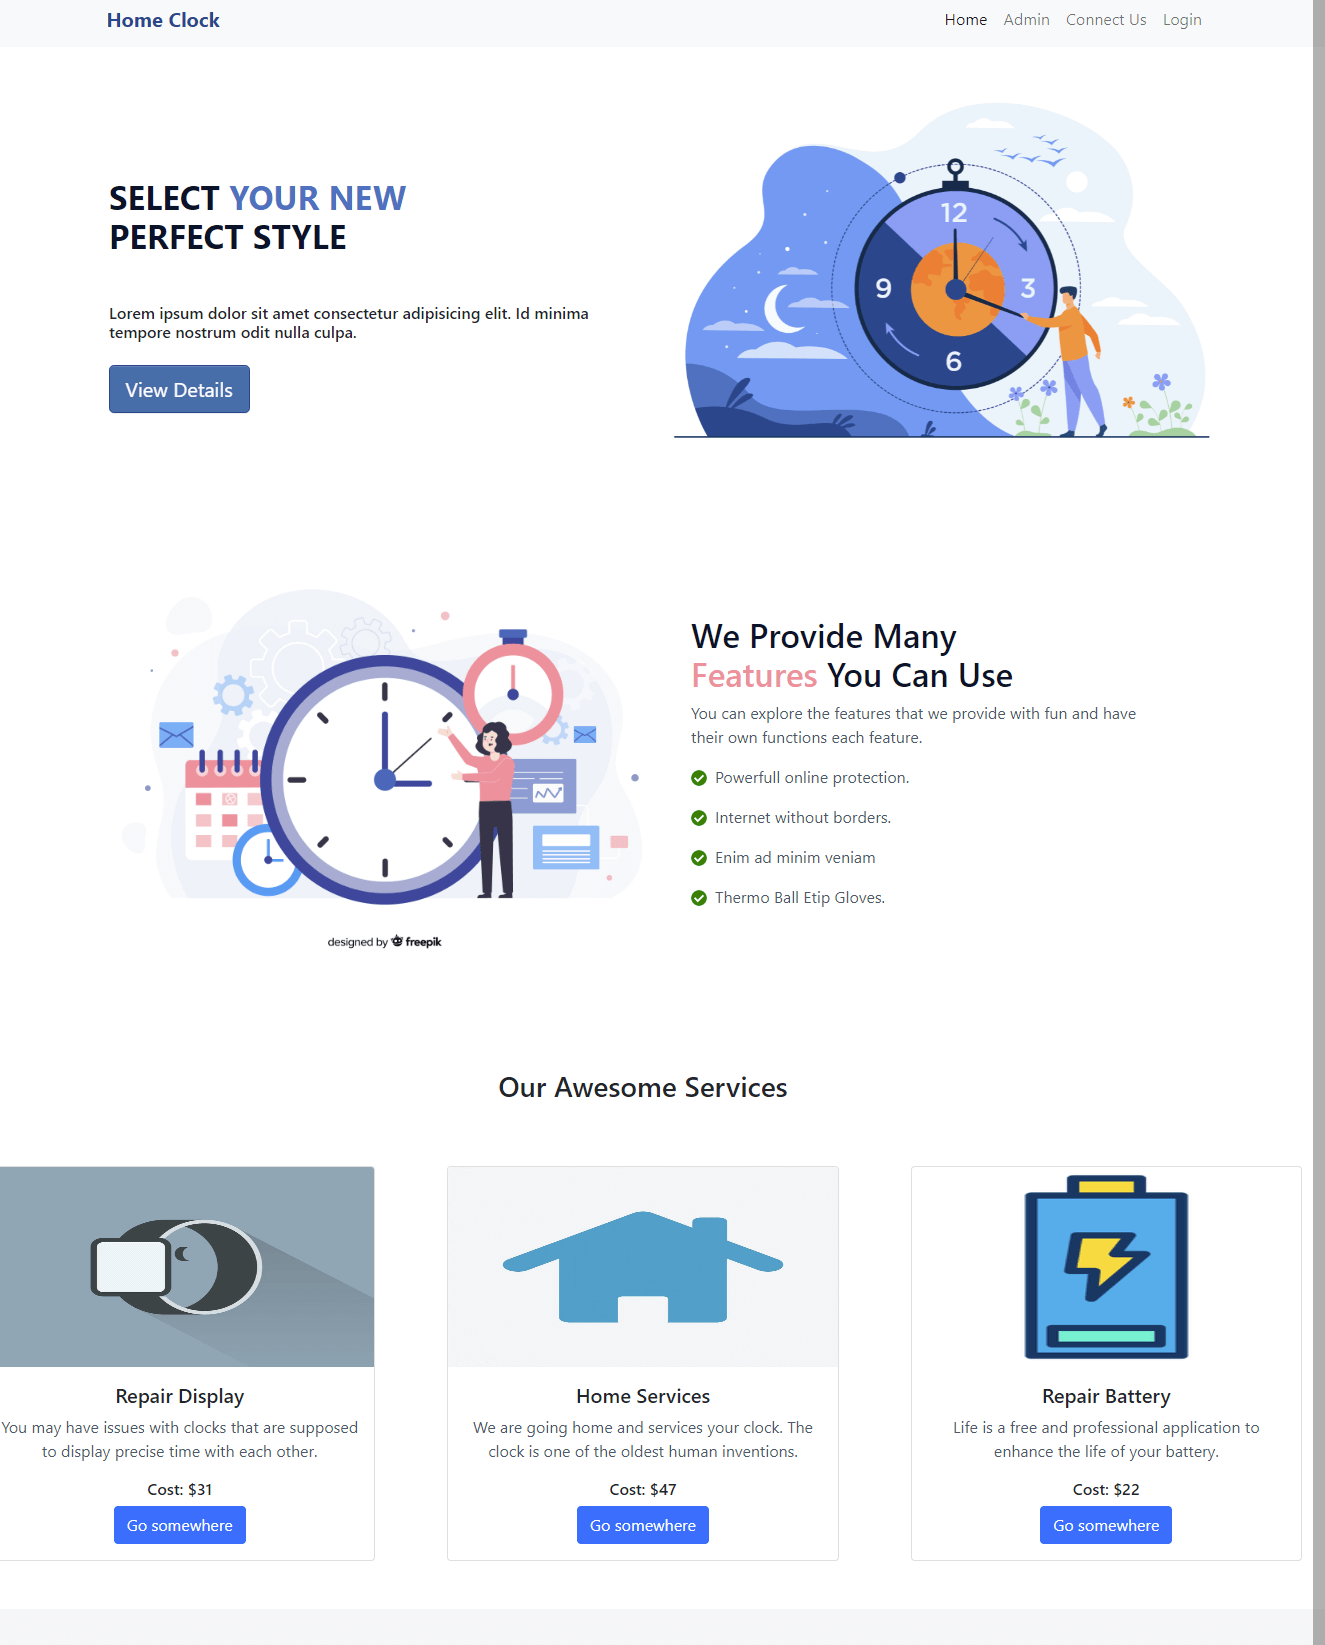 Home Clock
Home Admin Connect Us Login
SELECT YOUR NEW
PERFECT STYLE
Lorem ipsum dolor sit amet consectetur adipisicing elit. Id minima
tempore nostrum odit nulla culpa.
View Details
12
9
3
6
We Provide Many
Features You Can Use
You can explore the features that we provide with fun and have
their own functions each feature.
Powerfull online protection.
Internet without borders.
Enim ad minim veniam
Thermo Ball Etip Gloves.
designed by freepik
Our Awesome Services
Repair Display
You may have issues with clocks that are supposed
to display precise time with each other.
Cost: $31
Go somewhere
Home Services
We are going home and services your clock. The
clock is one of the oldest human inventions.
Cost: $47
Go somewhere
Repair Battery
Life is a free and professional application to
enhance the life of your battery.
Cost: $22
Go somewhere